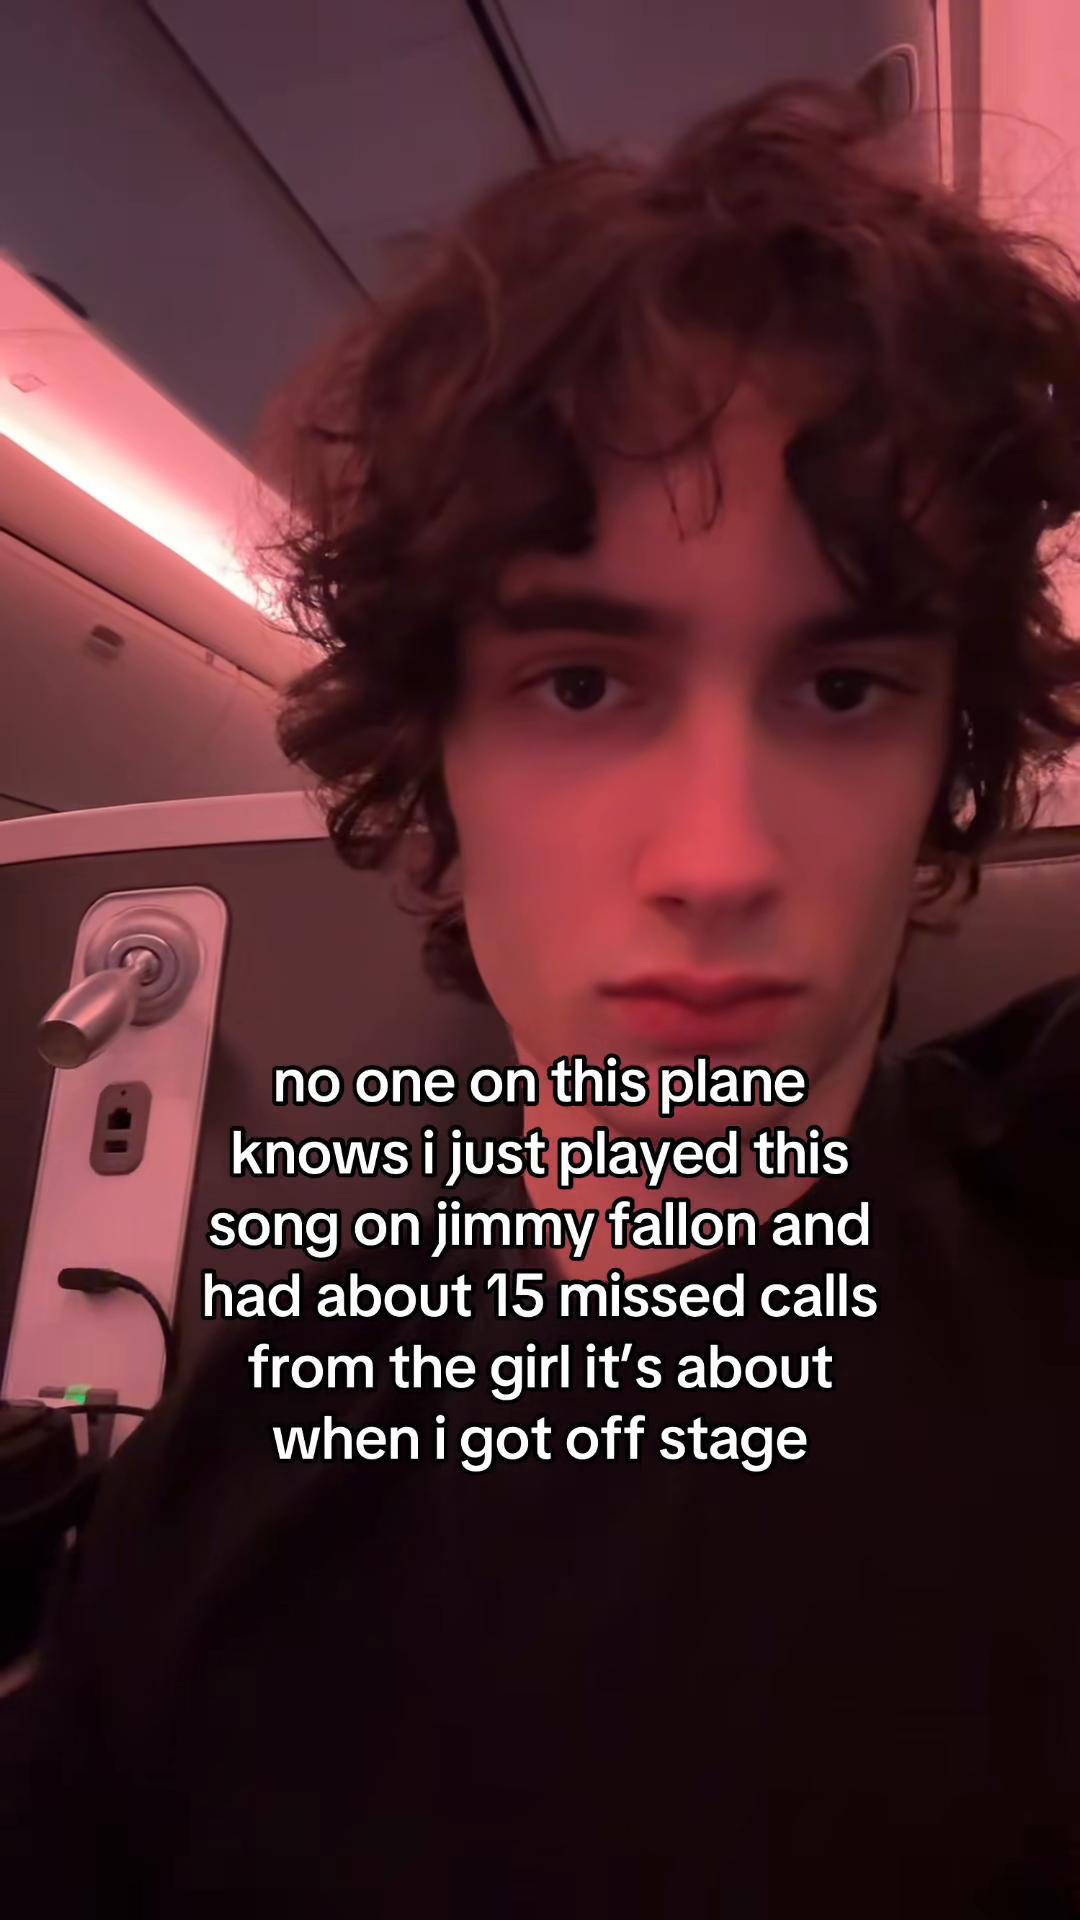 no one on this plane
knows i just played this
song on jimmy fallon and
had about 15 missed calls
from the girl it’s about
when i got off stage